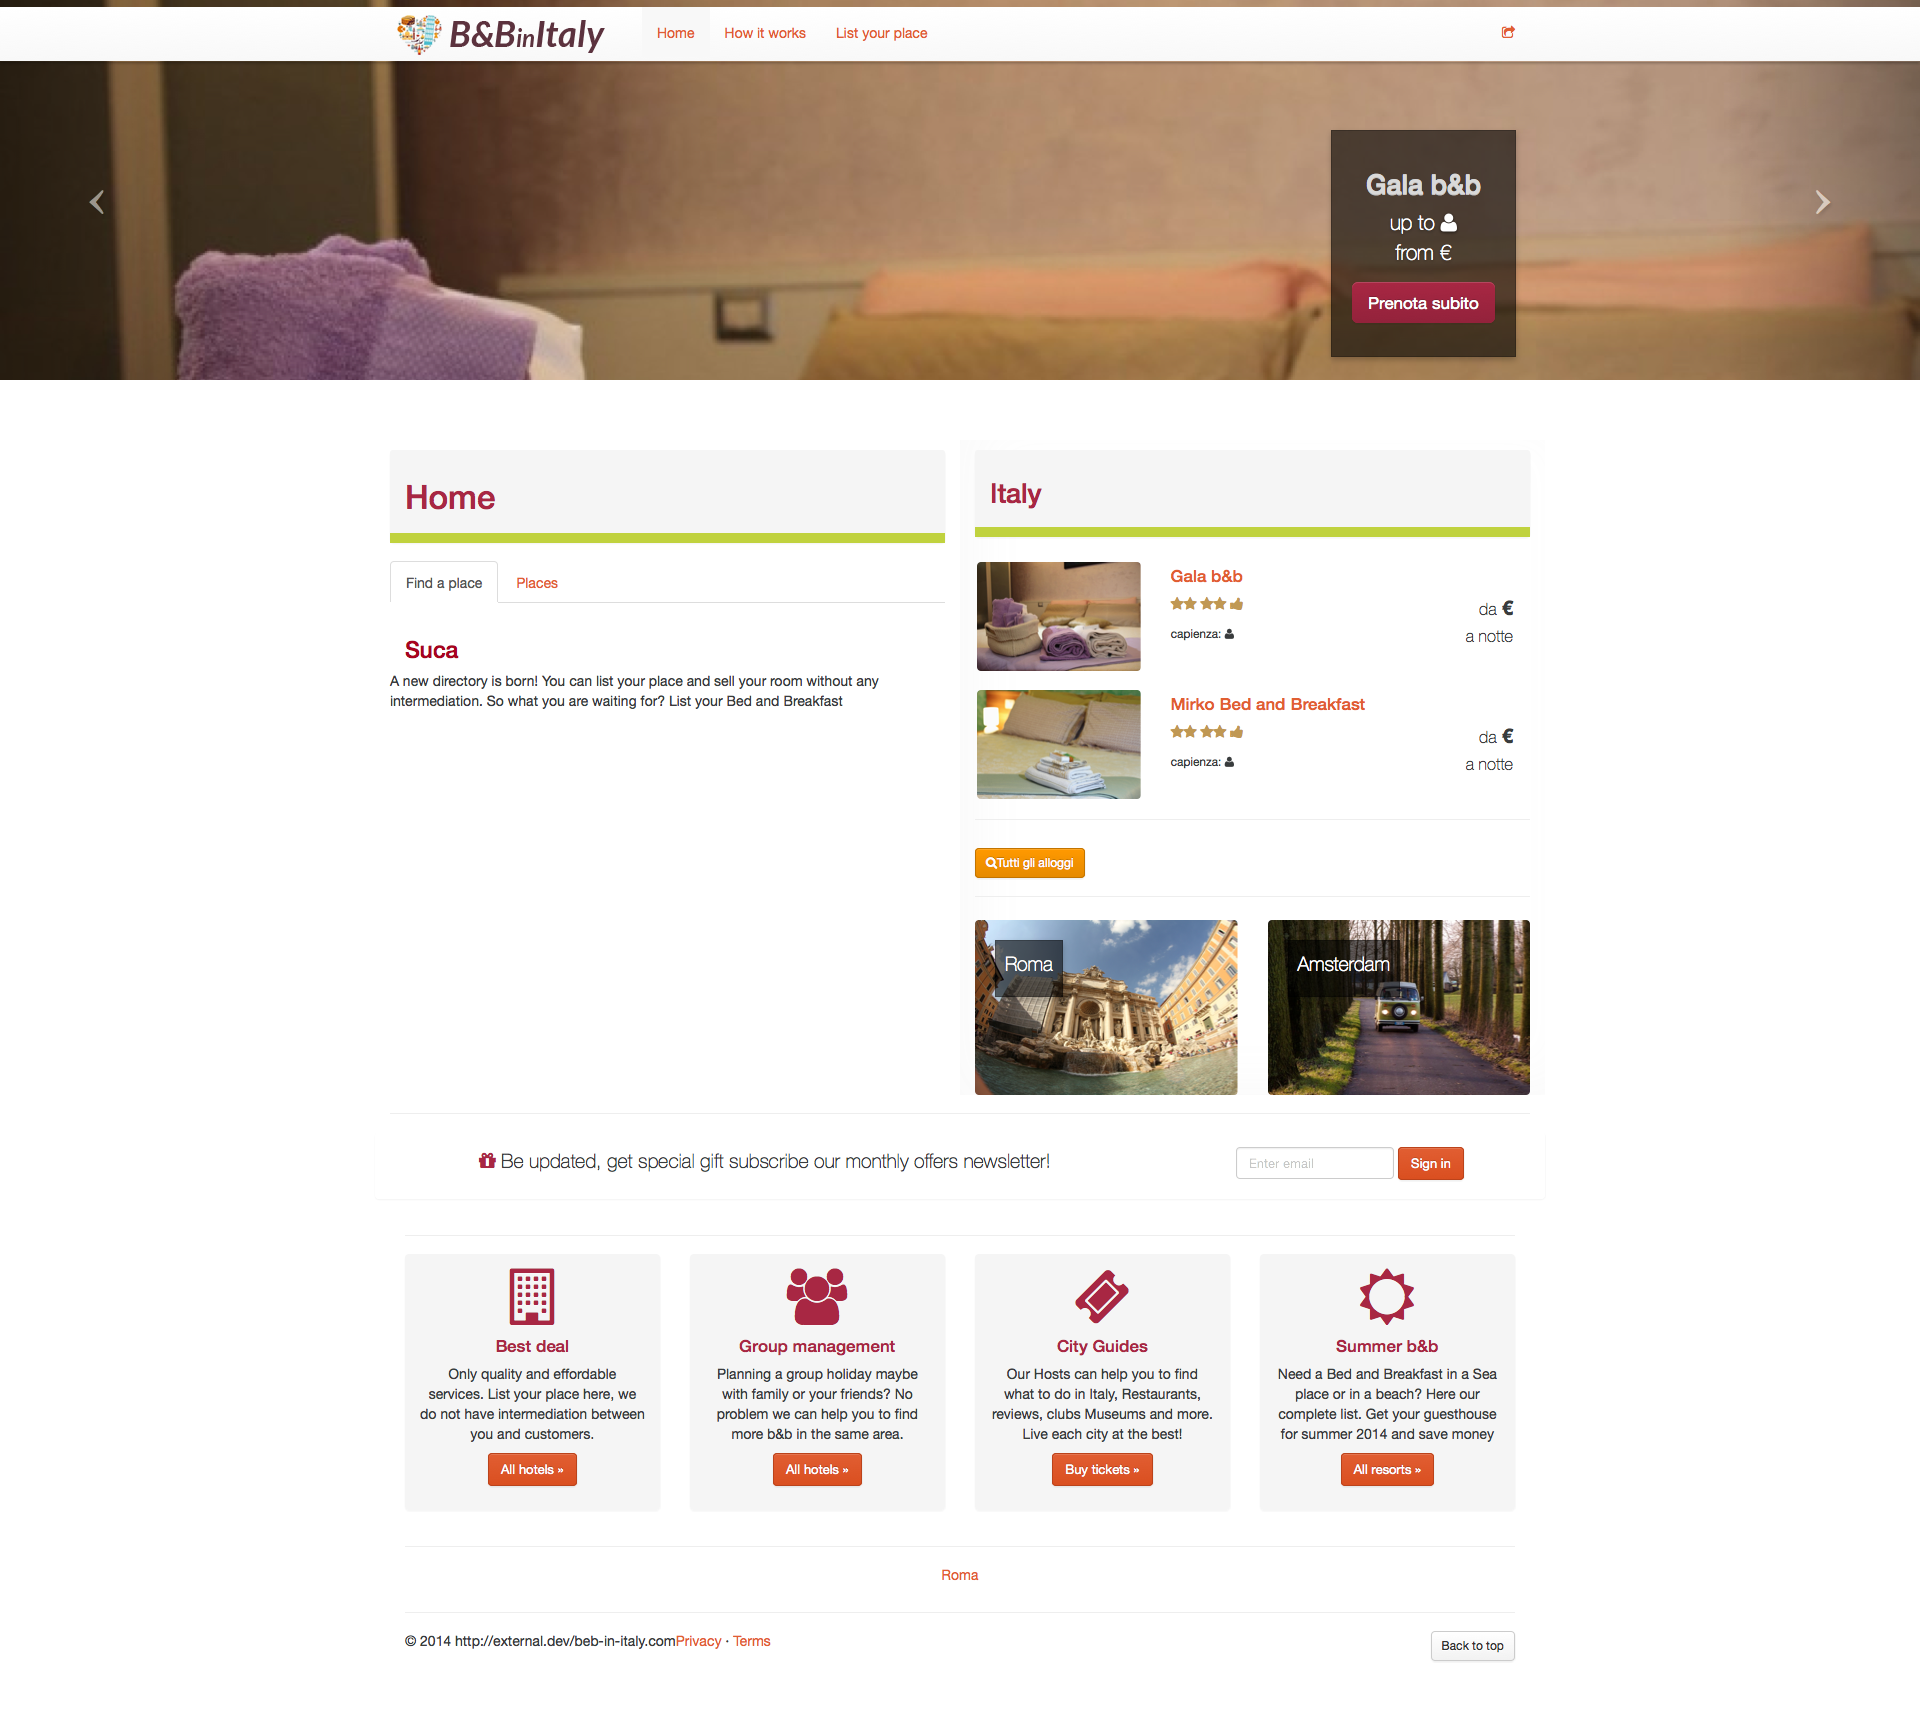 B&BinItaly
Home
How it works
List your place
Gala b&b
up to
from €
Prenota subito
Home
Find a place
Places
Suca
A new directory is born! You can list your place and sell your room without any
intermediation. So what you are waiting for? List your Bed and Breakfast
Italy
Gala b&b
capienza:
da €
a notte
Mirko Bed and Breakfast
capienza:
da €
a notte
Tutti gli alloggi
Roma
Amsterdam
Be updated, get special gift subscribe our monthly offers newsletter!
Enter email
Sign in
Best deal
Only quality and effordable
services. List your place here, we
do not have intermediation between
you and customers.
All hotels »
Group management
Planning a group holiday maybe
with family or your friends? No
problem we can help you to find
more b&b in the same area.
All hotels »
City Guides
Our Hosts can help you to find
what to do in Italy, Restaurants,
reviews, clubs Museums and more.
Live each city at the best!
Buy tickets »
Summer b&b
Need a Bed and Breakfast in a Sea
place or in a beach? Here our
complete list. Get your guesthouse
for summer 2014 and save money
All resorts »
Roma
© 2014 http://external.dev/beb-in-italy.comPrivacy · Terms
Back to top